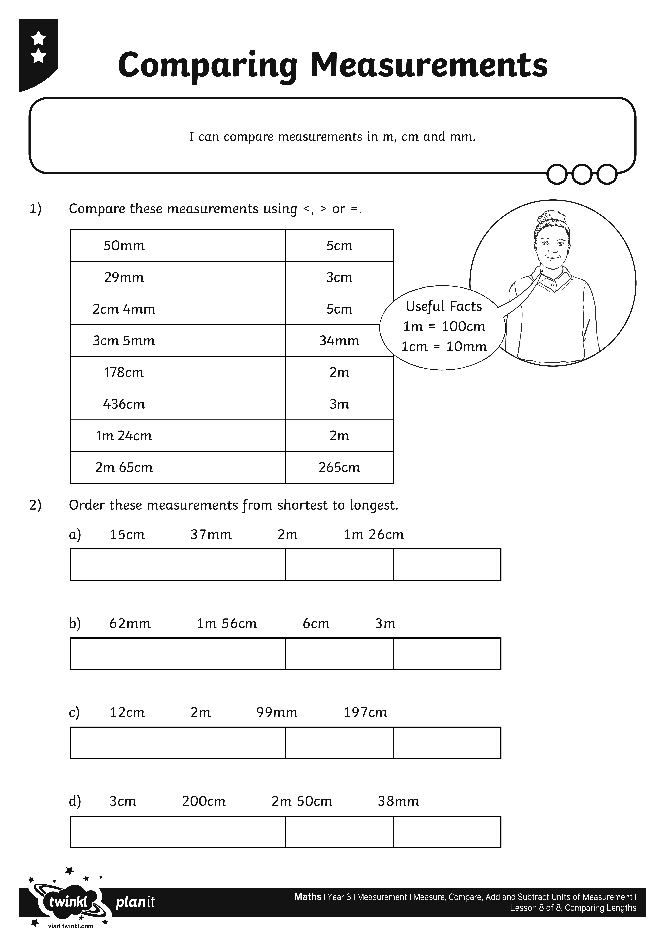 Comparing Measurements
I can compare measurements in m, cm and mm.
1) Compare these measurements using <, > or =.
50mm 5cm
29mm 3cm
2cm 4mm 5cm
3cm 5mm 34mm
178cm 2m
436cm 3m
1m 24cm 2m
2m 65cm 265cm
Useful Facts
1m = 100cm
1cm = 10mm
2) Order these measurements from shortest to longest.
a) 15cm 37mm 2m 1m 26cm
b) 62mm 1m 56cm 6cm 3m
c) 12cm 2m 99mm 197cm
d) 3cm 200cm 2m 50cm 38mm
twinkl planit
visit twinkl.com
Maths | Year 3 | Measurement | Measure, Compare, Add and Subtract Units of Measurement |
Lesson 8 of 8: Comparing Lengths